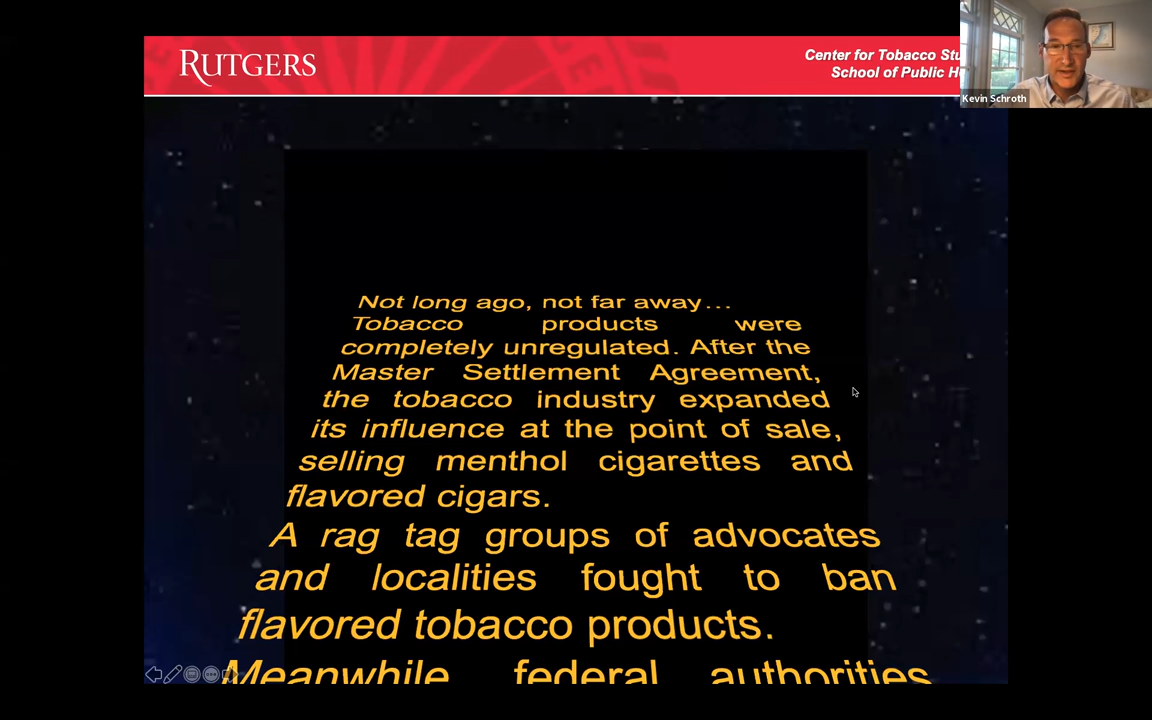 RUTGERS
Center for Tobacco Stu
School of Public He
Kevin Schroth
Not long ago, not far away...
Tobacco products were
completely unregulated. After the
Master Settlement Agreement,
the tobacco industry expanded
its influence at the point of sale,
selling menthol cigarettes and
flavored cigars.
A rag tag groups of advocates
and localities fought to ban
flavored tobacco products.
Meanwhile federal authorities